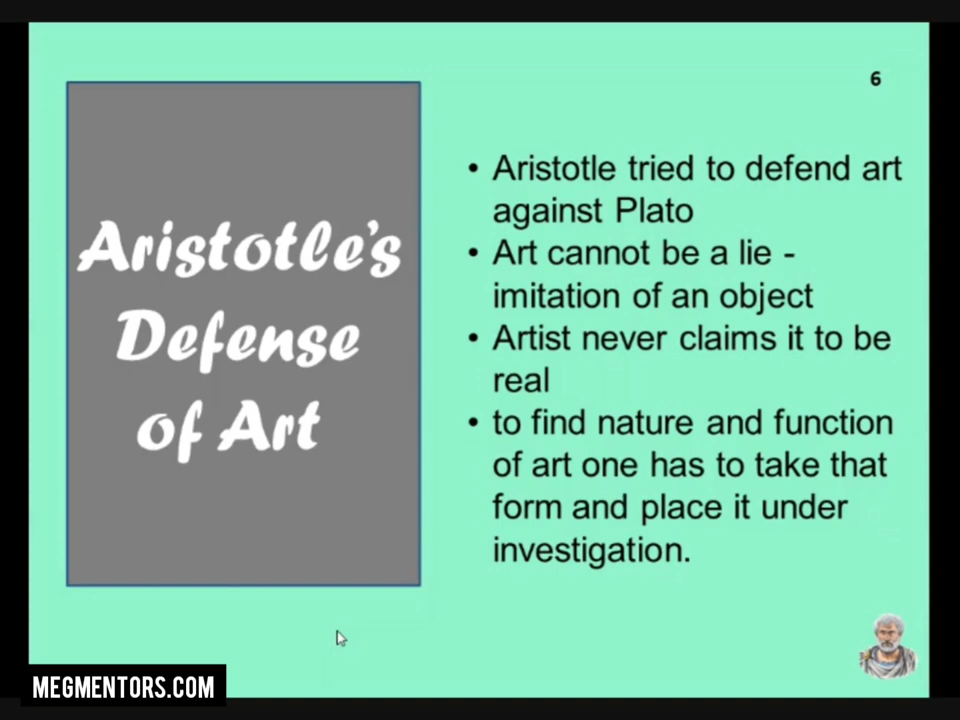 6
Aristotle's
Defense
of Art
• Aristotle tried to defend art
against Plato
• Art cannot be a lie -
imitation of an object
• Artist never claims it to be
real
• to find nature and function
of art one has to take that
form and place it under
investigation.
MEGMENTORS.COM